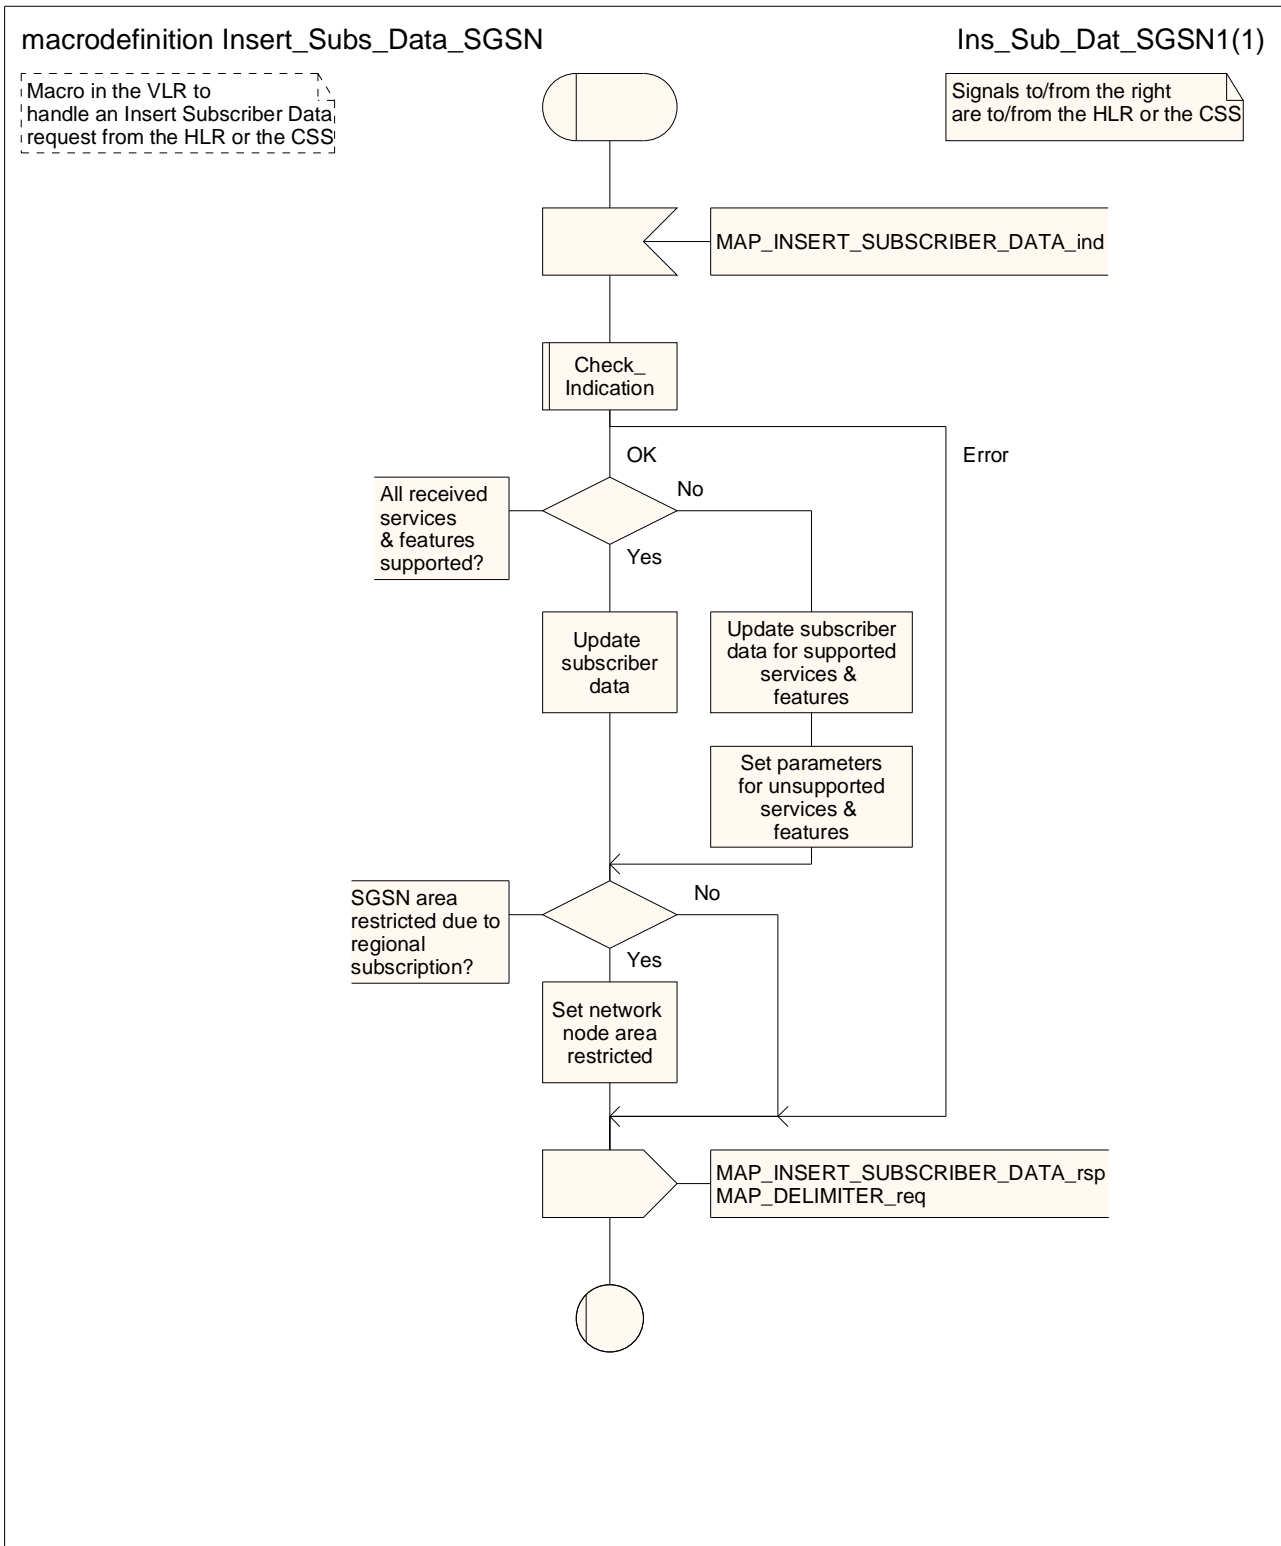 macrodefinition Insert_Subs_Data_SGSN
Ins_Sub_Dat_SGSN1(1)
Macro in the VLR to
handle an Insert Subscriber Data
request from the HLR or the CSS
Signals to/from the right
are to/from the HLR or the CSS
MAP_INSERT_SUBSCRIBER_DATA_ind
Check_
Indication
OK
Error
All received
services
& features
supported?
No
Yes
Update
subscriber
data
Update subscriber
data for supported
services &
features
Set parameters
for unsupported
services &
features
SGSN area
restricted due to
regional
subscription?
No
Yes
Set network
node area
restricted
MAP_INSERT_SUBSCRIBER_DATA_rsp
MAP_DELIMITER_req